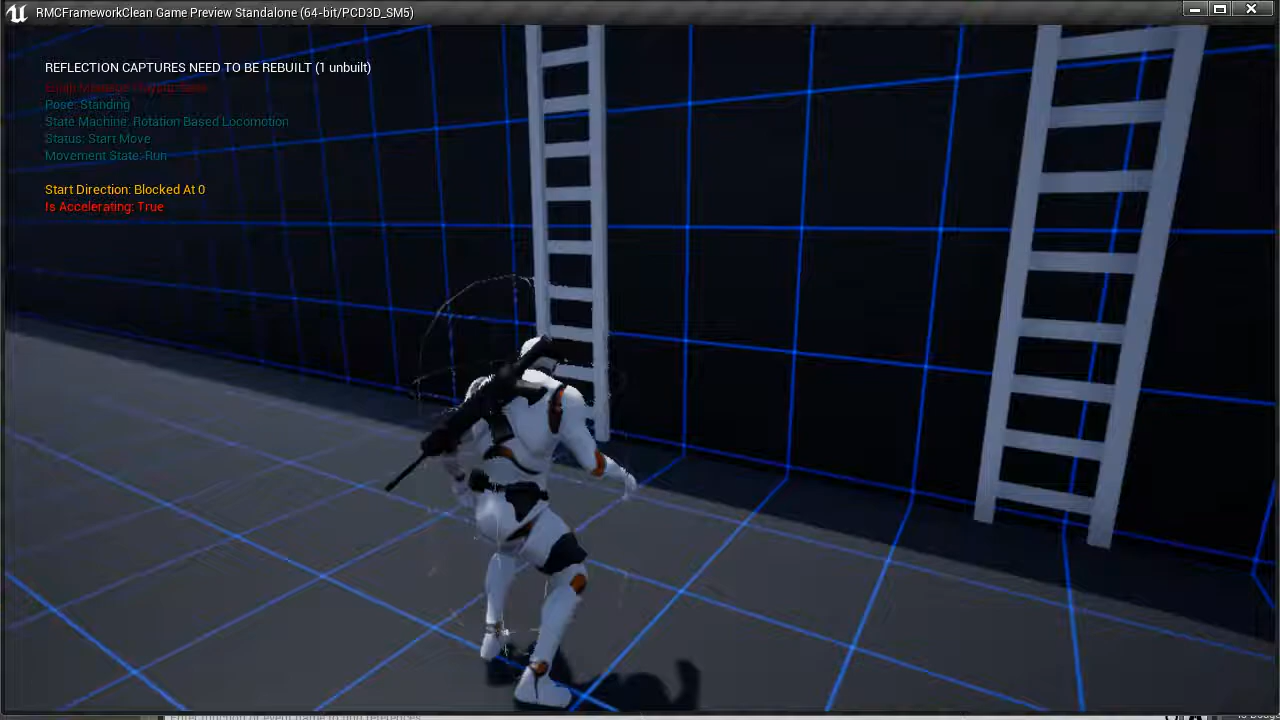 RMCFrameworkClean Game Preview Standalone (64-bit/PCD3D_SM5)
REFLECTION CAPTURES NEED TO BE REBUILT (1 unbuilt)
Pose: Standing
State Machine: Rotation Based Locomotion
Status: Start Move
Movement State: Run
Start Direction: Blocked At 0
Is Accelerating: True